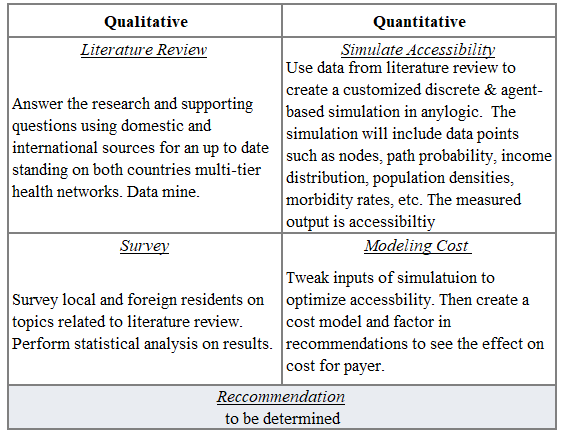 Qualitative
Quantitative
Literature Review
Answer the research and supporting
questions using domestic and
international sources for an up to date
standing on both countries multi-tier
health networks. Data mine.
Simulate Accessibility
Use data from literature review to
create a customized discrete & agent-
based simulation in anylogic.  The
simulation will include data points
such as nodes, path probability, income
distribution, population densities,
morbidity rates, etc. The measured
output is accessibiltiy
Survey
Survey local and foreign residents on
topics related to literature review.
Perform statistical analysis on results.
Modeling Cost
Tweak inputs of simulatuion to
optimize accessbility. Then create a
cost model and factor in
recommendations to see the effect on
cost for payer.
Reccommendation
to be determined